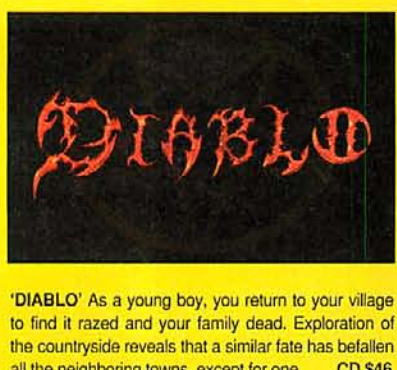 DIABLO
'DIABLO' As a young boy, you return to your village
to find it razed and your family dead. Exploration of
the countryside reveals that a similar fate has befallen
all the neighboring towns, except for one. CD $46